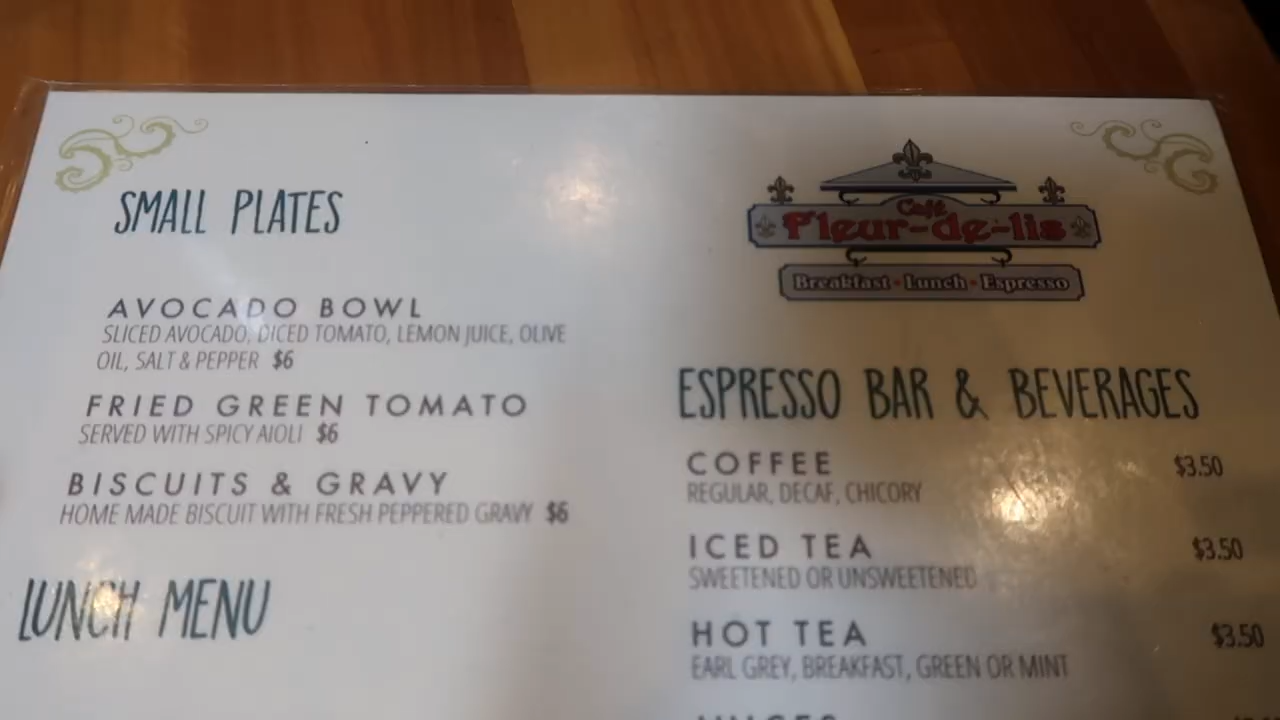 SMALL PLATES
AVOCADO BOWL
SLICED AVOCADO, DICED TOMATO, LEMON JUICE, OLIVE
OIL, SALT & PEPPER $6
FRIED GREEN TOMATO
SERVED WITH SPICY AIOLI $6
BISCUITS & GRAVY
HOME MADE BISCUIT WITH FRESH PEPPERED GRAVY $6
LUNCH MENU
Café
Fleur-de-lis
Breakfast • Lunch • Espresso
ESPRESSO BAR & BEVERAGES
COFFEE $3.50
REGULAR, DECAF, CHICORY
ICED TEA $3.50
SWEETENED OR UNSWEETENED
HOT TEA $3.50
EARL GREY, BREAKFAST, GREEN OR MINT